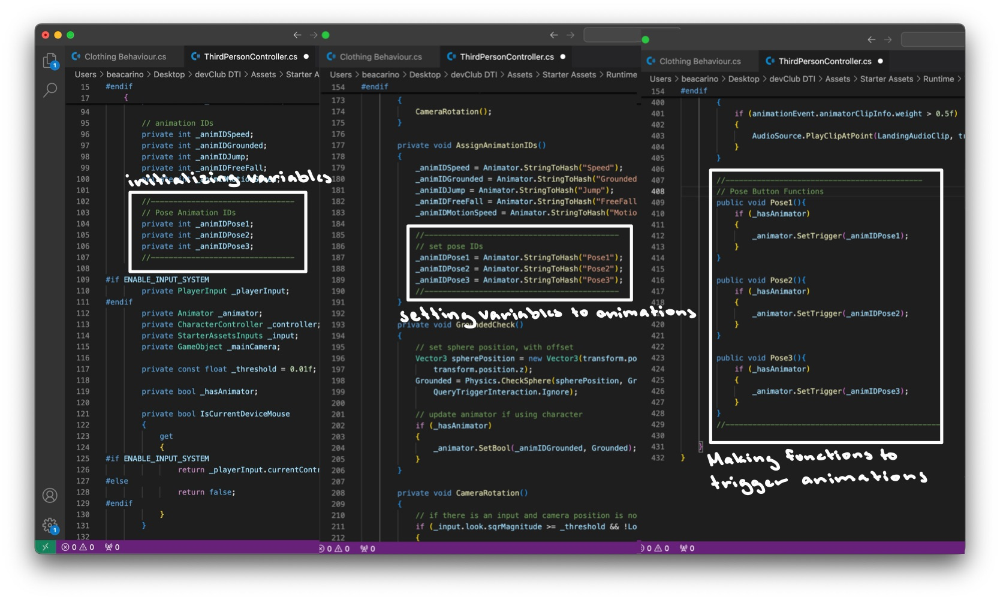 Clothing Behaviour.cs
ThirdPersonController.cs
Users > beacarino > Desktop > devClub DTI > Assets > Starter A
15 #endif
17 {
94
95 // animation IDs
96 private int _animIDSpeed;
97 private int _animIDGrounded;
98 private int _animIDJump;
99 private int _animIDFreeFall;
initializing variables
100
101
102 //--------------------------------
103 // Pose Animation IDs
104 private int _animIDPose1;
105 private int _animIDPose2;
106 private int _animIDPose3;
107 //--------------------------------
108
109 #if ENABLE_INPUT_SYSTEM
110 private PlayerInput _playerInput;
111 #endif
112 private Animator _animator;
113 private CharacterController _controller;
114 private StarterAssetsInputs _input;
115 private GameObject _mainCamera;
116
117 private const float _threshold = 0.01f;
118
119 private bool _hasAnimator;
120
121 private bool IsCurrentDeviceMouse
122 {
123 get
124 {
125 #if ENABLE_INPUT_SYSTEM
126 return _playerInput.currentContr
127 #else
128 return false;
129 #endif
130 }
131 }
132
1
1
0 0 0
Clothing Behaviour.cs
ThirdPersonController.cs
Users > beacarino > Desktop > devClub DTI > Assets > Starter Assets > Runtime
154 #endif
173 {
174 CameraRotation();
175 }
176
177 private void AssignAnimationIDs()
178 {
179 _animIDSpeed = Animator.StringToHash("Speed");
180 _animIDGrounded = Animator.StringToHash("Grounded
181 _animIDJump = Animator.StringToHash("Jump");
182 _animIDFreeFall = Animator.StringToHash("FreeFall
183 _animIDMotionSpeed = Animator.StringToHash("Motio
184
185 //------------------------------------------
186 // set pose IDs
187 _animIDPose1 = Animator.StringToHash("Pose1");
188 _animIDPose2 = Animator.StringToHash("Pose2");
189 _animIDPose3 = Animator.StringToHash("Pose3");
190 //------------------------------------------
191 }
setting variables to animations
192
193 private void GroundedCheck()
194 {
195 // set sphere position, with offset
196 Vector3 spherePosition = new Vector3(transform.po
197 transform.position.z);
198 Grounded = Physics.CheckSphere(spherePosition, Gr
199 QueryTriggerInteraction.Ignore);
200
201 // update animator if using character
202 if (_hasAnimator)
203 {
204 _animator.SetBool(_animIDGrounded, Grounded);
205 }
206 }
207
208 private void CameraRotation()
209 {
210 // if there is an input and camera position is no
211 if (_input.look.sqrMagnitude >= _threshold && !Lo
212 {
0 0 0
Clothing Behaviour.cs
ThirdPersonController.cs
Users > beacarino > Desktop > devClub DTI > Assets > Starter Assets > Runtime >
154 #endif
400 {
401 if (animationEvent.animatorClipInfo.weight > 0.5f)
402 {
403 AudioSource.PlayClipAtPoint(LandingAudioClip, tr
404 }
405 }
406
407 //--------------------------------------------
408 // Pose Button Functions
409 public void Pose1(){
410 if (_hasAnimator)
411 {
412 _animator.SetTrigger(_animIDPose1);
413 }
414 }
415
416 public void Pose2(){
417 if (_hasAnimator)
418 {
_animator.SetTrigger(_animIDPose2);
420 }
421 }
422
423 public void Pose3(){
424 if (_hasAnimator)
425 {
426 _animator.SetTrigger(_animIDPose3);
427 }
428 }
429 //------------------------------------------------
430
431 }
432 }
Making functions to
trigger animations
0 0 0